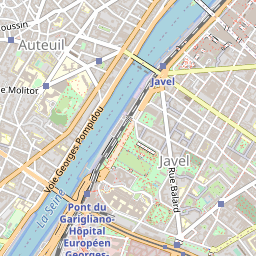 oussin
Auteuil
Javel
e Molitor
Voie Georges Pompidou
Rue Balard
Javel
La Seine
Pont du
Garigliano-
Hôpital
Européen
Georges-